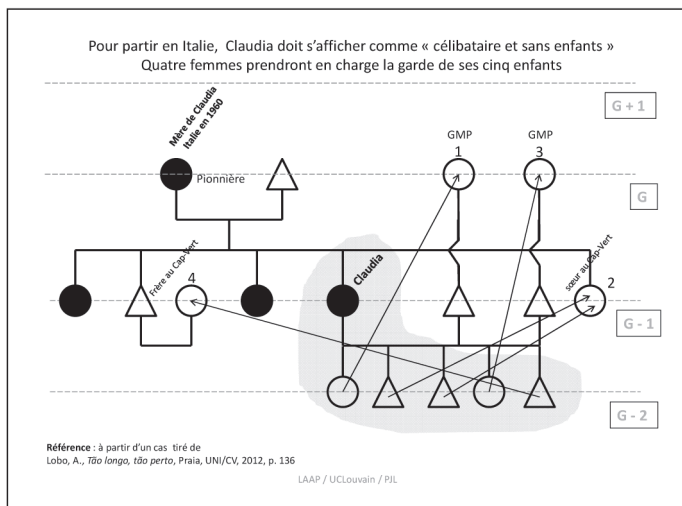 Pour partir en Italie, Claudia doit s'afficher comme « célibataire et sans enfants »
Quatre femmes prendront en charge la garde de ses cinq enfants
G + 1
Mère de Claudia
Italie en 1960
GMP
1
GMP
3
Pionnière
G
Frère au Cap-Vert
4
Claudia
sœur au Cap-Vert
2
G - 1
G - 2
Référence : à partir d'un cas tiré de
Lobo, A., Tão longo, tão perto, Praia, UNI/CV, 2012, p. 136
LAAP / UCLouvain / PJL